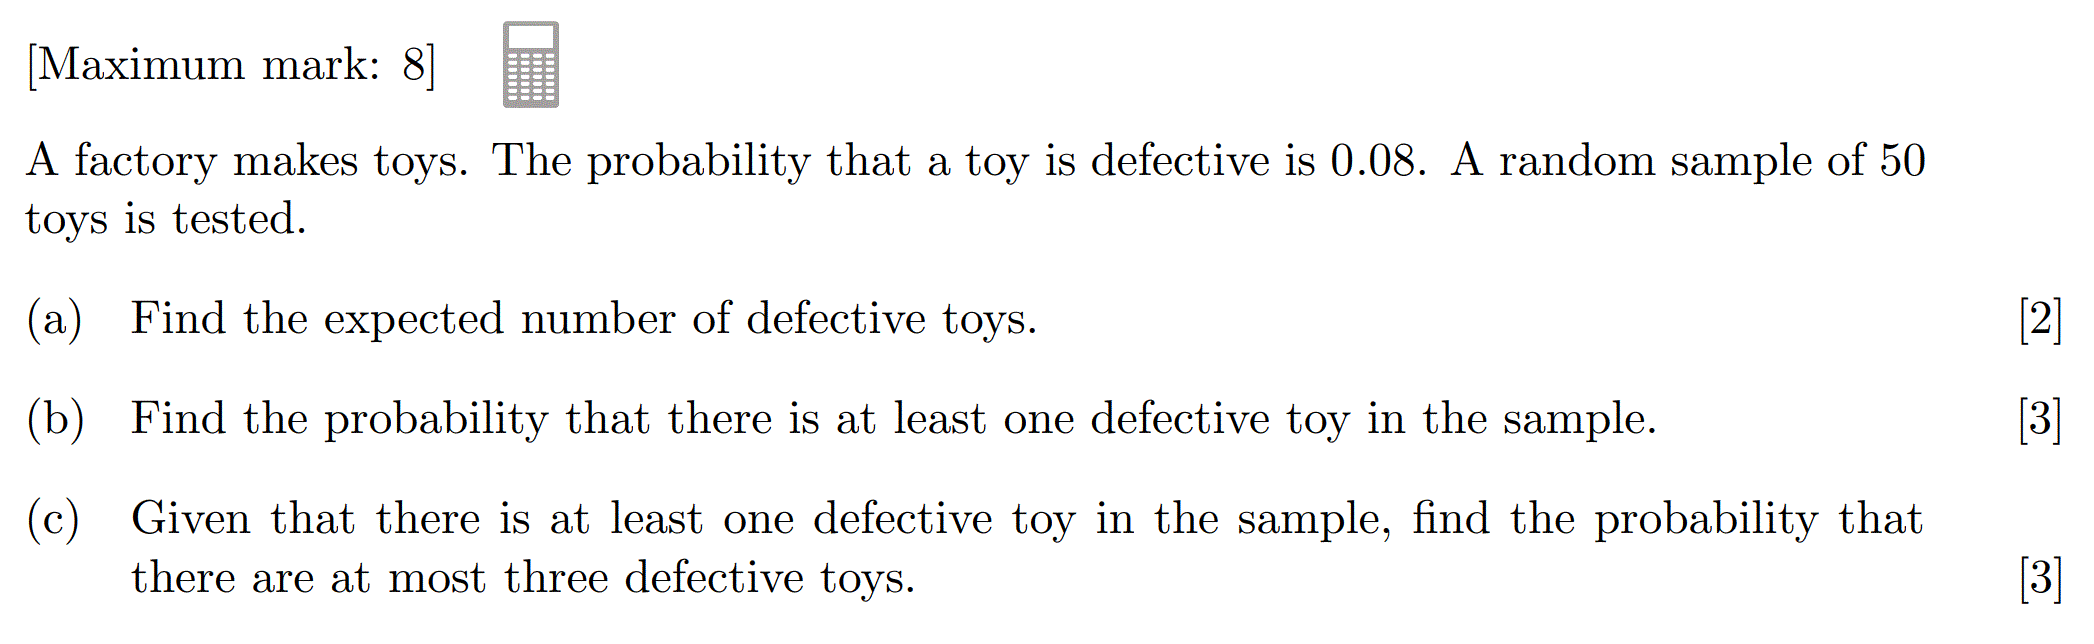 [Maximum mark: 8]
A factory makes toys. The probability that a toy is defective is 0.08. A random sample of 50
toys is tested.
(a) Find the expected number of defective toys. [2]
(b) Find the probability that there is at least one defective toy in the sample. [3]
(c) Given that there is at least one defective toy in the sample, find the probability that
there are at most three defective toys. [3]